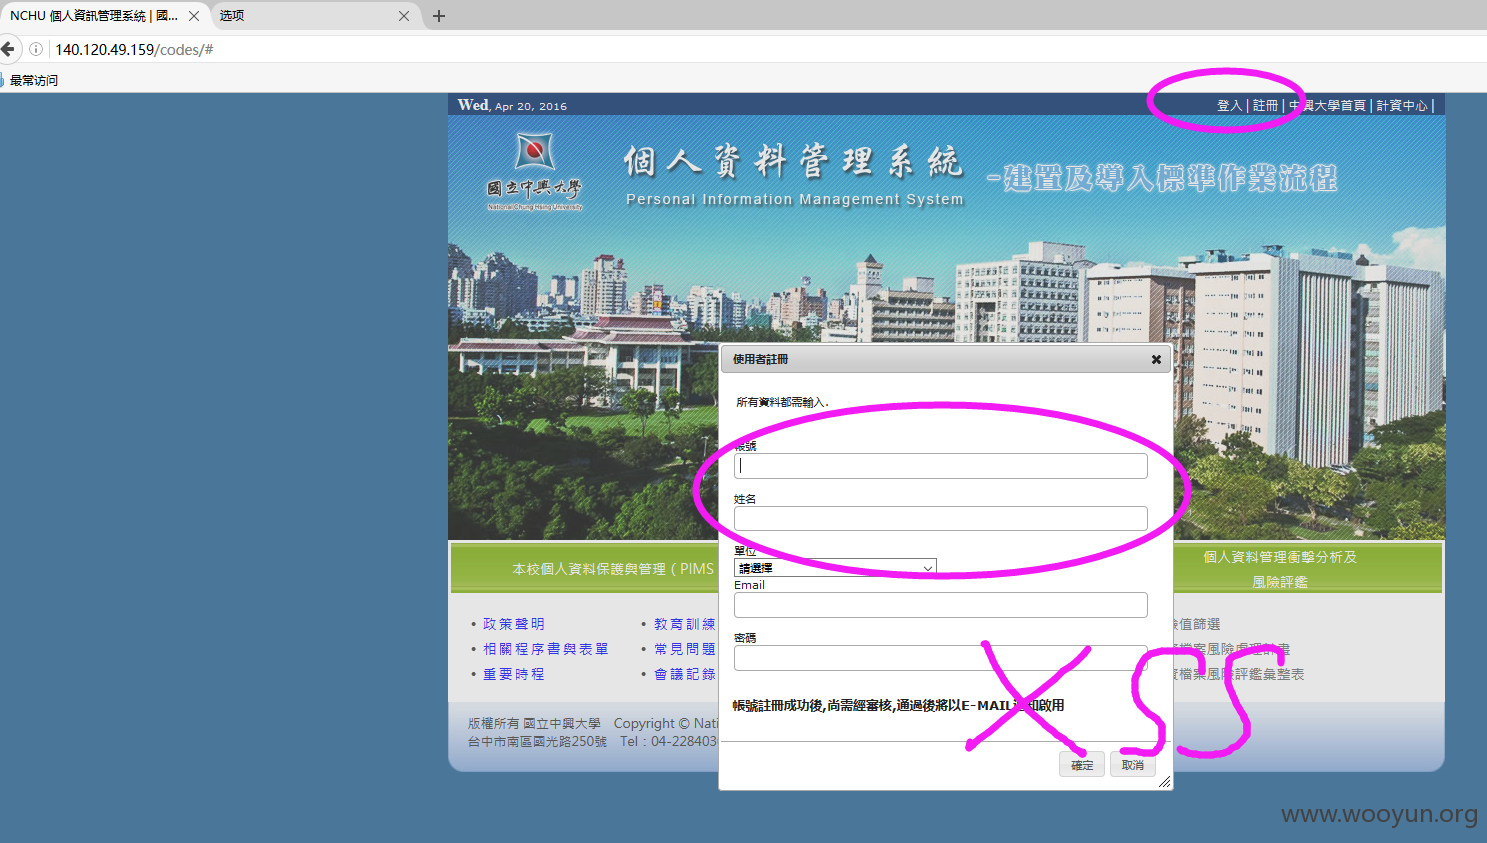 NCHU 個人資訊管理系統 | 國...
选项
140.120.49.159/codes/#
最常访问
Wed, Apr 20, 2016
登入 | 註冊 | 中興大學首頁 | 計資中心 |
國立中興大學
National Chung Hsing University
個人資料管理系統
-建置及導入標準作業流程
Personal Information Management System
使用者註冊
所有資料都需輸入.
帳號
姓名
單位
請選擇
Email
密碼
帳號註冊成功後,尚需經審核,通過後將以E-MAIL通知啟用
確定
取消
本校個人資料保護與管理 ( PIMS
個人資料管理衝擊分析及
風險評鑑
• 政策聲明
• 相關程序書與表單
• 重要時程
• 教育訓練
• 常見問題
• 會議記錄
值篩選
檔案風險處理計畫
檔案風險評鑑彙整表
XSS
版權所有 國立中興大學 Copyright © Nati
台中市南區國光路250號 Tel : 04-228403
www.wooyun.org